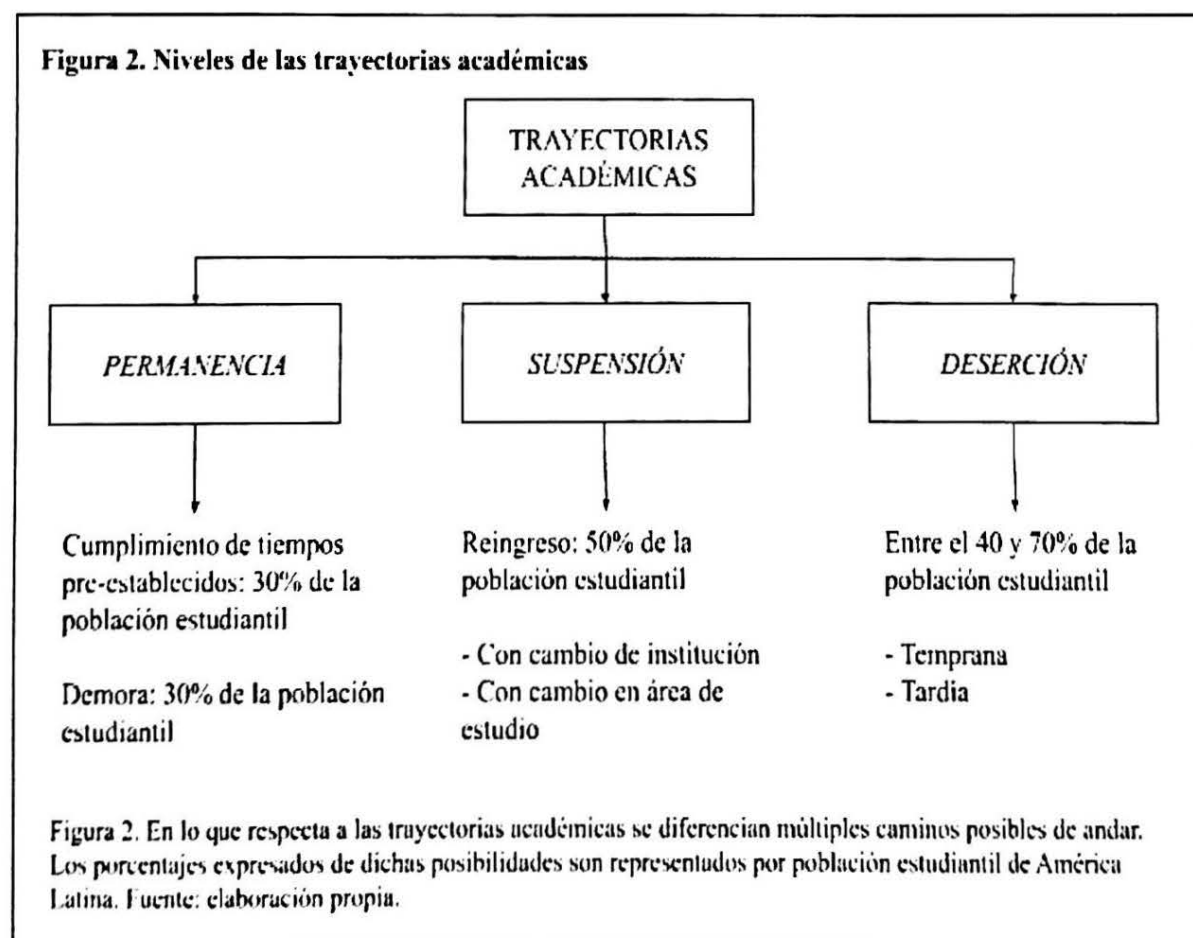 Figura 2. Niveles de las trayectorias académicas
TRAYECTORIAS
ACADÉMICAS
PERMANENCIA
SUSPENSIÓN
DESERCIÓN
Cumplimiento de tiempos
pre-establecidos: 30% de la
población estudiantil
Demora: 30% de la población
estudiantil
Reingreso: 50% de la
población estudiantil
- Con cambio de institución
- Con cambio en área de
estudio
Entre el 40 y 70% de la
población estudiantil
- Temprana
- Tardía
Figura 2. En lo que respecta a las trayectorias académicas se diferencian múltiples caminos posibles de andar.
Los porcentajes expresados de dichas posibilidades son representados por población estudiantil de América
Latina. Fuente: elaboración propia.